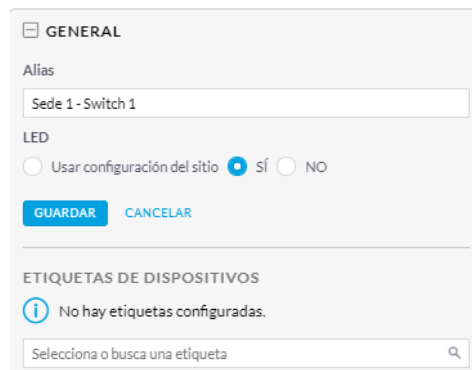 GENERAL
Alias
Sede 1 - Switch 1
LED
Usar configuración del sitio SÍ NO
GUARDAR CANCELAR
ETIQUETAS DE DISPOSITIVOS
No hay etiquetas configuradas.
Selecciona o busca una etiqueta